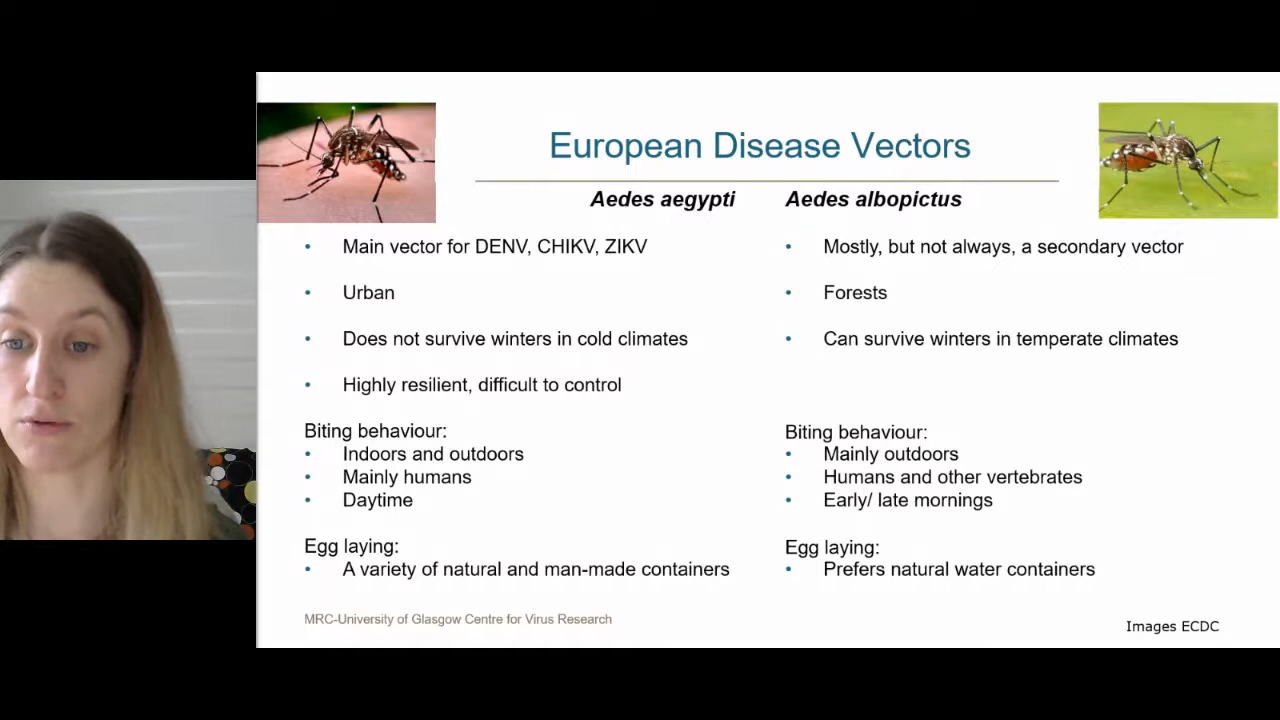 European Disease Vectors
Aedes aegypti
Main vector for DENV, CHIKV, ZIKV
Urban
Does not survive winters in cold climates
Highly resilient, difficult to control
Biting behaviour:
Indoors and outdoors
Mainly humans
Daytime
Egg laying:
A variety of natural and man-made containers
Aedes albopictus
Mostly, but not always, a secondary vector
Forests
Can survive winters in temperate climates
Biting behaviour:
Mainly outdoors
Humans and other vertebrates
Early/ late mornings
Egg laying:
Prefers natural water containers
MRC-University of Glasgow Centre for Virus Research
Images ECDC